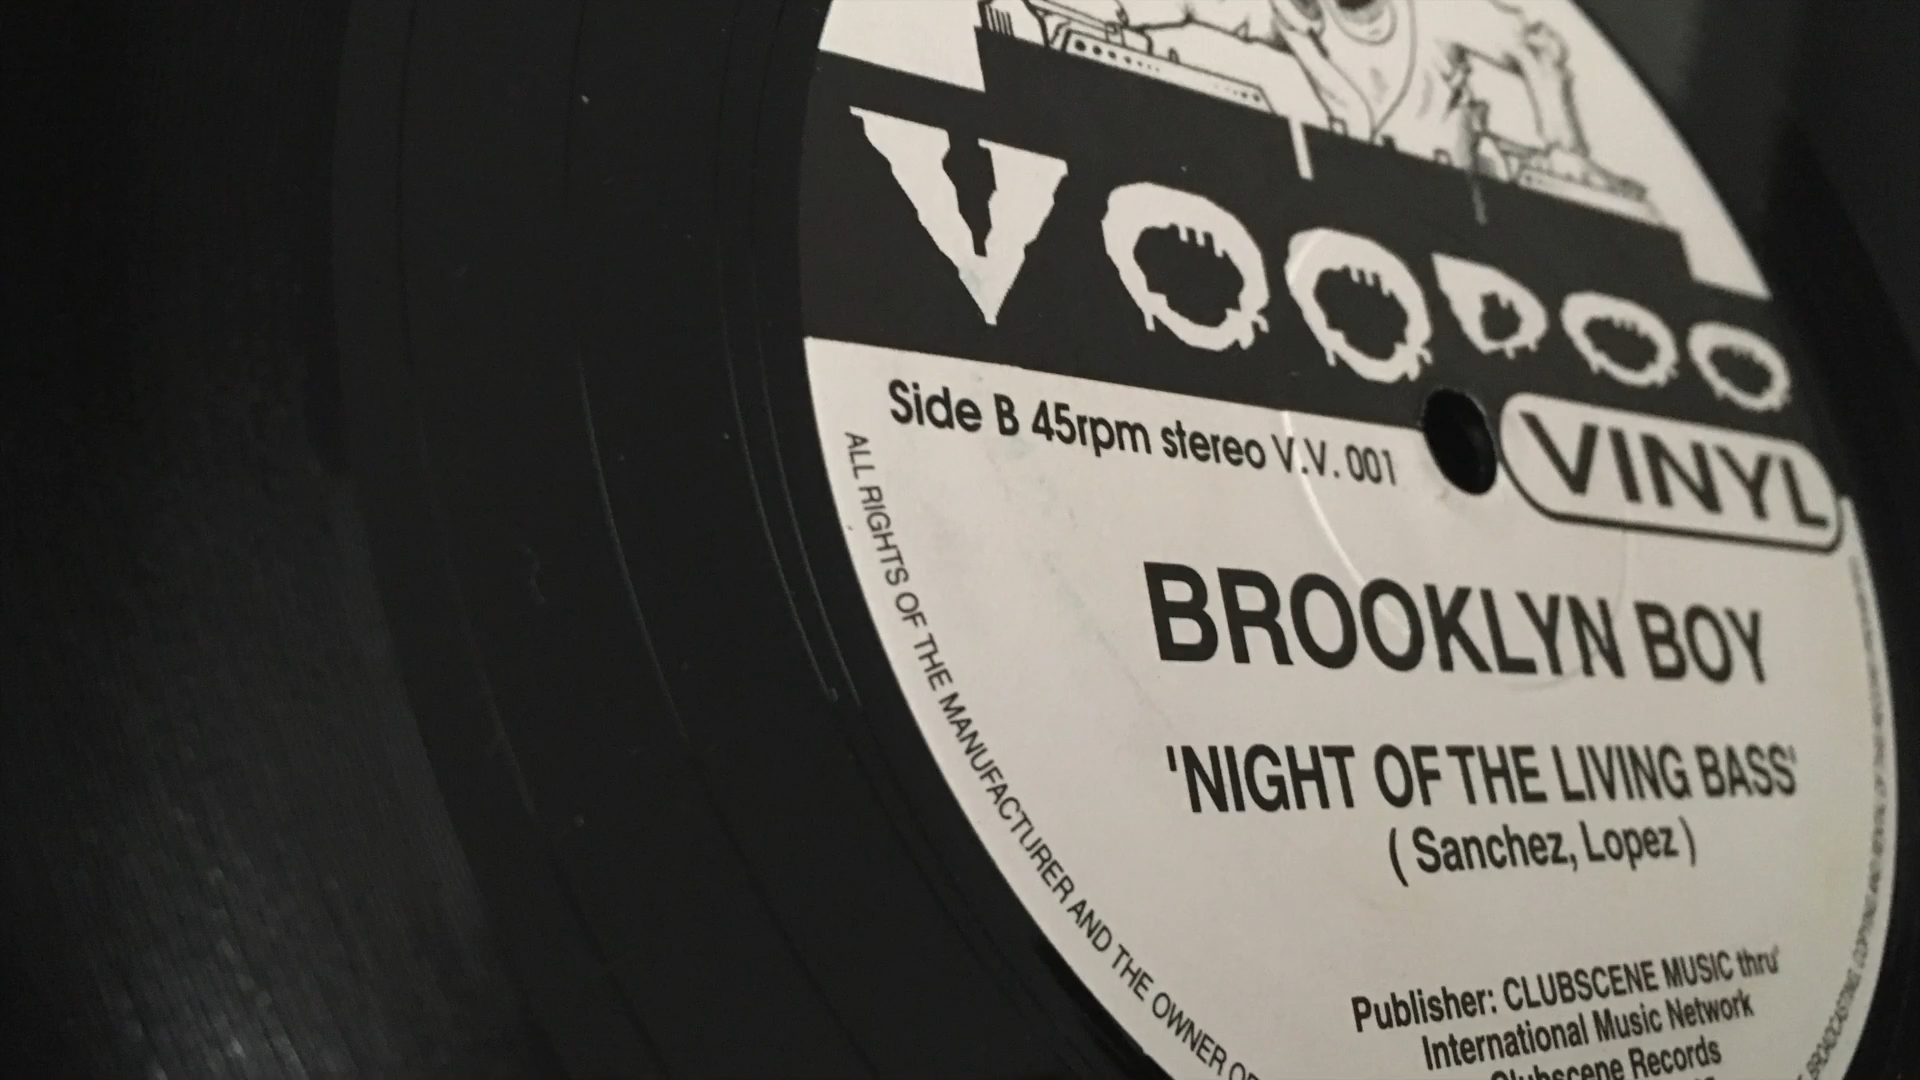 VOODOO
VINYL
Side B 45rpm stereo V.V. 001
BROOKLYN BOY
'NIGHT OF THE LIVING BASS'
( Sanchez, Lopez )
Publisher: CLUBSCENE MUSIC thru'
International Music Network
Clubscene Records
ALL RIGHTS OF THE MANUFACTURER AND THE OWNER OF